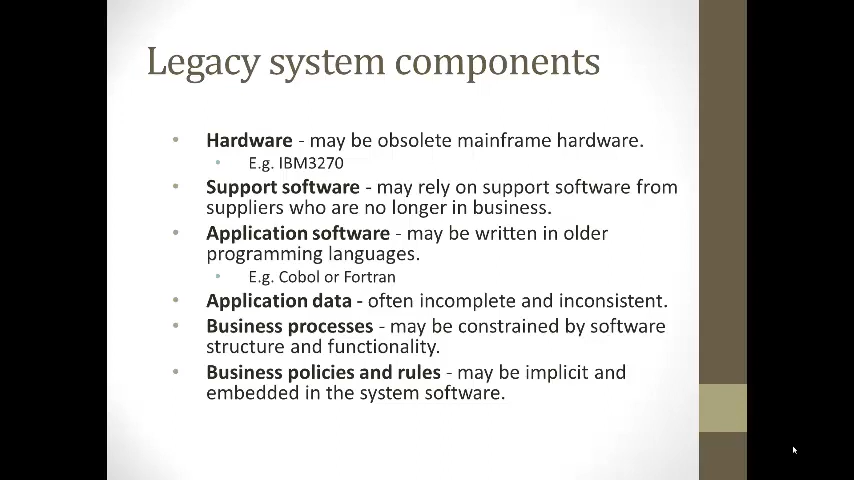 Legacy system components
• Hardware - may be obsolete mainframe hardware.
• E.g. IBM3270
• Support software - may rely on support software from
suppliers who are no longer in business.
• Application software - may be written in older
programming languages.
• E.g. Cobol or Fortran
• Application data - often incomplete and inconsistent.
• Business processes - may be constrained by software
structure and functionality.
• Business policies and rules - may be implicit and
embedded in the system software.